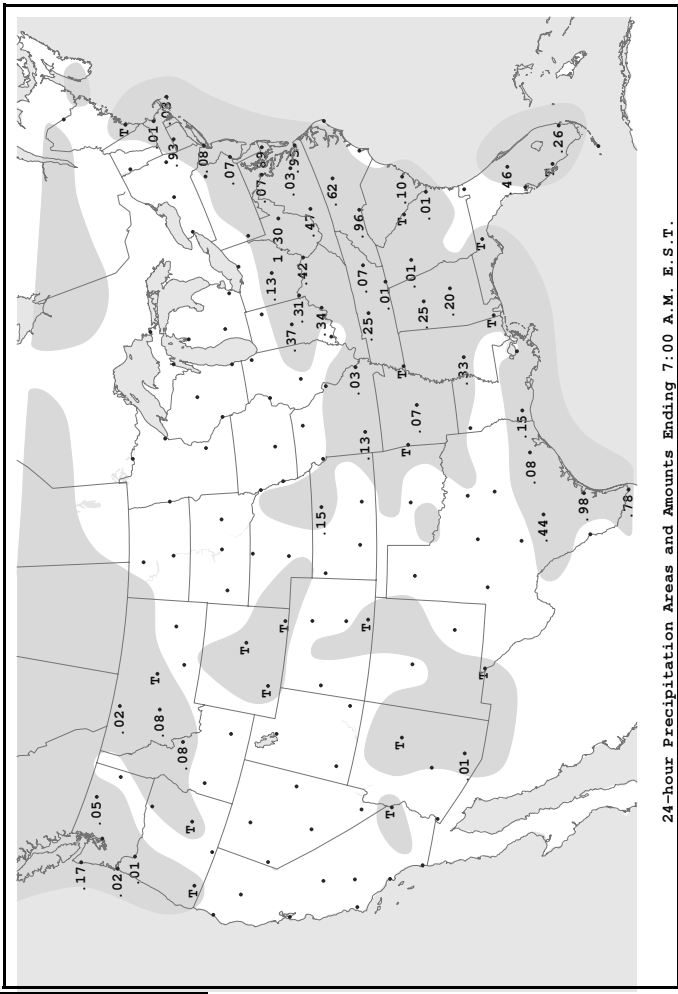 .17
.05
.02
.02
T
.01
.01
T
.08
.03
.93
.08
T
T
.08
.07
T
.07
.89
T
.13
1.30
T
.03
.37
.31
.42
.47
.34
.15
.62
.03
.96
.07
.13
T
.25
.01
T
T
T
T
.10
T
.01
.07
.25
.01
.20
.33
.01
T
T
T
.46
.15
.08
.44
.26
.98
.78
24-hour Precipitation Areas and Amounts Ending 7:00 A.M. E.S.T.